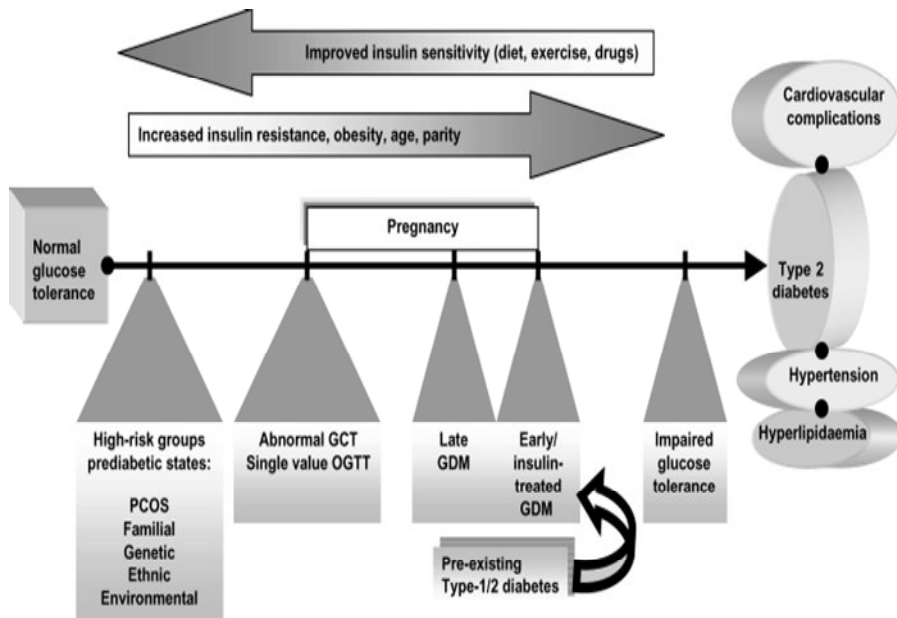 Improved insulin sensitivity (diet, exercise, drugs)
Increased insulin resistance, obesity, age, parity
Cardiovascular
complications
Normal
glucose
tolerance
Pregnancy
Type 2
diabetes
Hypertension
Hyperlipidaemia
High-risk groups
prediabetic states:
PCOS
Familial
Genetic
Ethnic
Environmental
Abnormal GCT
Single value OGTT
Late
GDM
Early/
insulin-
treated
GDM
Impaired
glucose
tolerance
Pre-existing
Type-1/2 diabetes